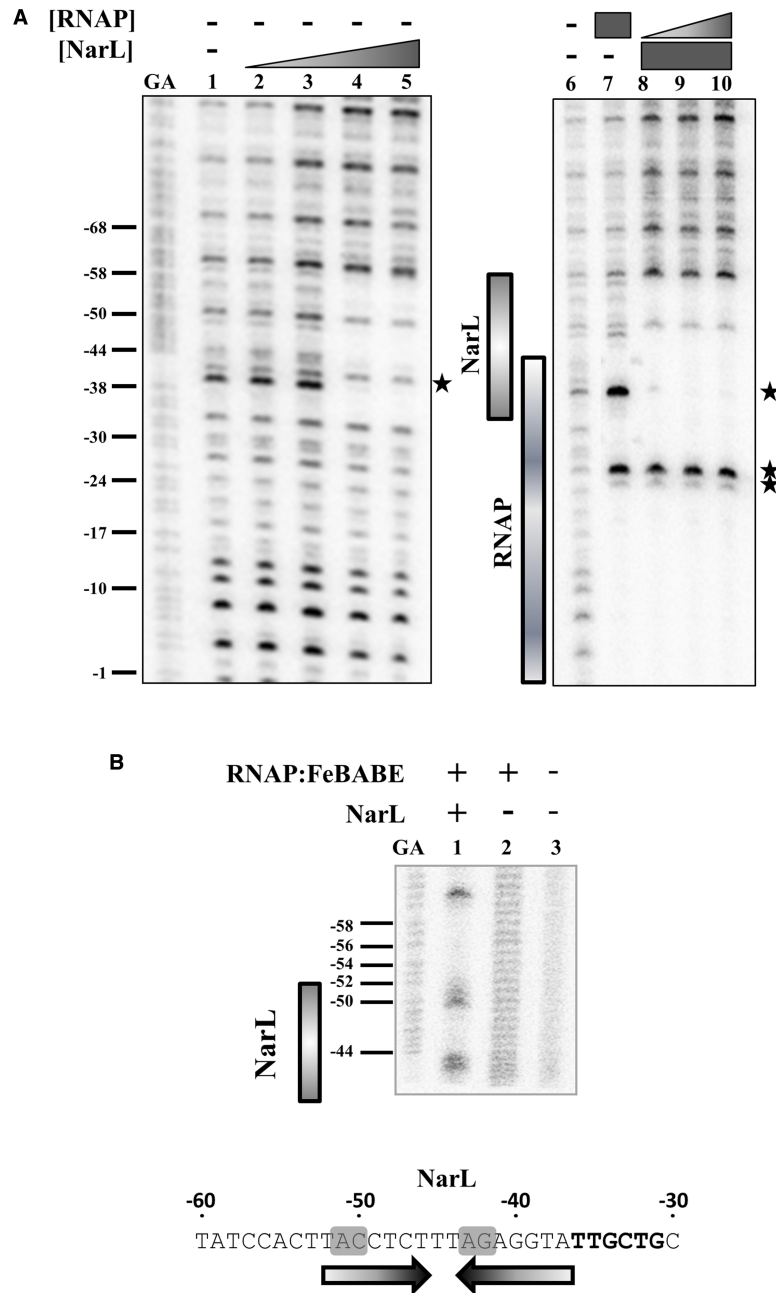 A
[RNAP] - - - - -
[NarL] -
GA 1 2 3 4 5
-
- -
6 7 8 9 10
-68
-58
-50
-44
-38
-30
-24
-17
-10
-1
★
NarL
RNAP
★
★
★
B
RNAP:FeBABE + + -
NarL + - -
GA 1 2 3
-58
-56
-54
-52
-50
-44
NarL
NarL
-60 -50 -40 -30
TATCCACTTACCTCTTTAGAGGTATTGCTGC